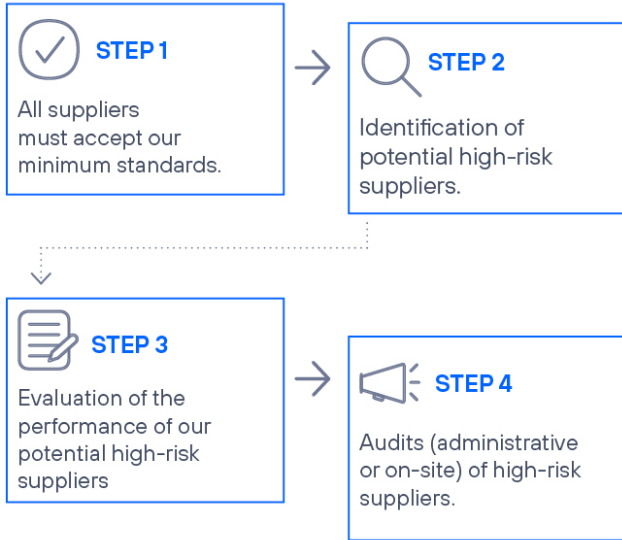 STEP 1
All suppliers
must accept our
minimum standards.
STEP 2
Identification of
potential high-risk
suppliers.
STEP 3
Evaluation of the
performance of our
potential high-risk
suppliers
STEP 4
Audits (administrative
or on-site) of high-risk
suppliers.